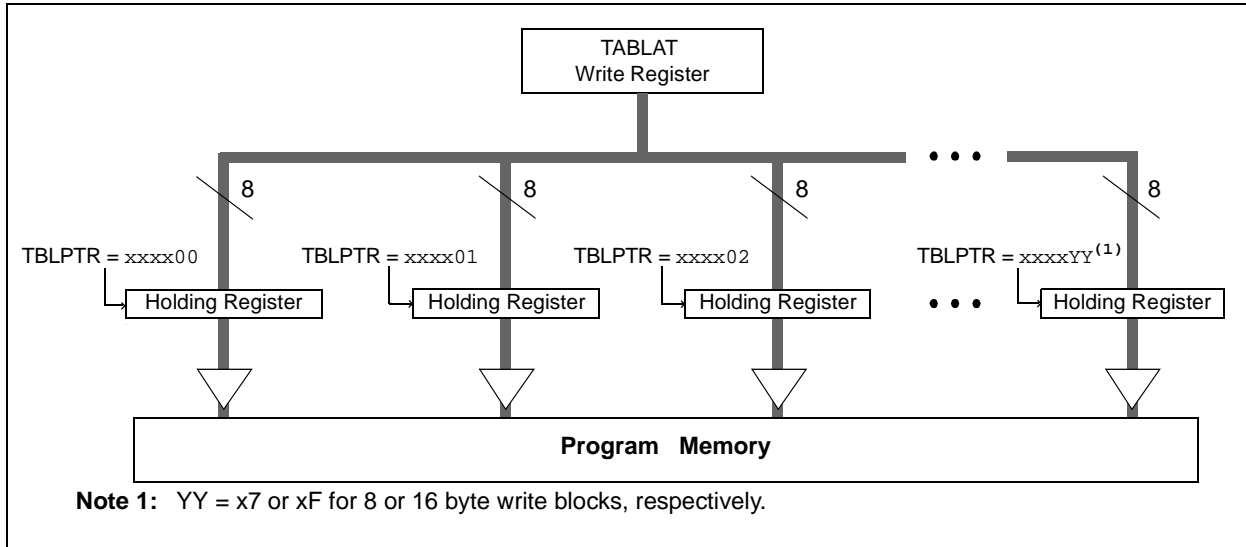 TABLAT
Write Register
8 8 8 8
TBLPTR = xxxx00 TBLPTR = xxxx01 TBLPTR = xxxx02 TBLPTR = xxxxYY(1)
Holding Register Holding Register Holding Register Holding Register
Program Memory
Note 1: YY = x7 or xF for 8 or 16 byte write blocks, respectively.